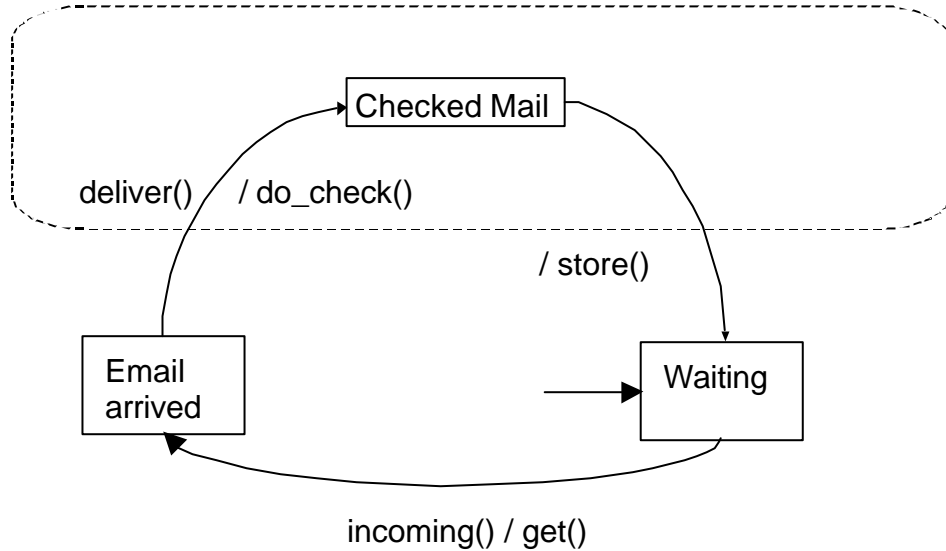 Checked Mail
deliver() / do_check()
/ store()
Email
arrived
Waiting
incoming() / get()